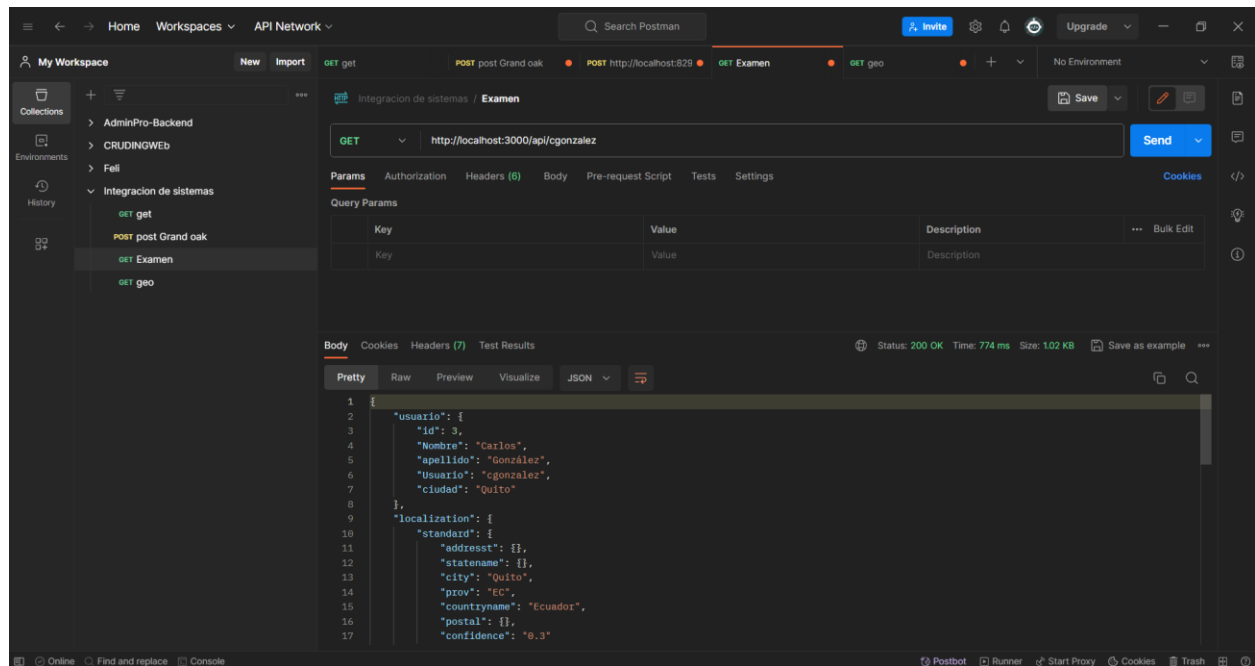 Home Workspaces API Network Search Postman Invite Upgrade
My Workspace New Import GET get POST post Grand oak POST http://localhost:829 GET Examen GET geo No Environment
Collections
Environments
History
AdminPro-Backend
CRUDINGWEb
Feli
Integracion de sistemas
GET get
POST post Grand oak
GET Examen
GET geo
HTTP Integracion de sistemas / Examen Save
GET http://localhost:3000/api/cgonzalez Send
Params Authorization Headers (6) Body Pre-request Script Tests Settings Cookies
Query Params
Key Value Description Bulk Edit
Key Value Description
Body Cookies Headers (7) Test Results Status: 200 OK Time: 774 ms Size: 1.02 KB Save as example
Pretty Raw Preview Visualize JSON
1 {
2 "usuario": {
3 "id": 3,
4 "Nombre": "Carlos",
5 "apellido": "González",
6 "Usuario": "cgonzalez",
7 "ciudad": "Quito"
8 },
9 "localization": {
10 "standard": {
11 "addresst": {},
12 "statename": {},
13 "city": "Quito",
14 "prov": "EC",
15 "countryname": "Ecuador",
16 "postal": {},
17 "confidence": "0.3"
Online Find and replace Console Postbot Runner Start Proxy Cookies Trash